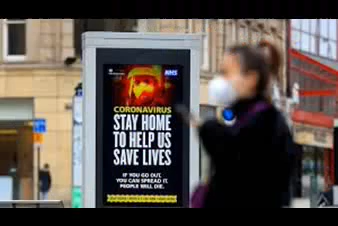 NHS
CORONAVIRUS
STAY HOME
TO HELP US
SAVE LIVES
IF YOU GO OUT,
YOU CAN SPREAD IT.
PEOPLE WILL DIE.